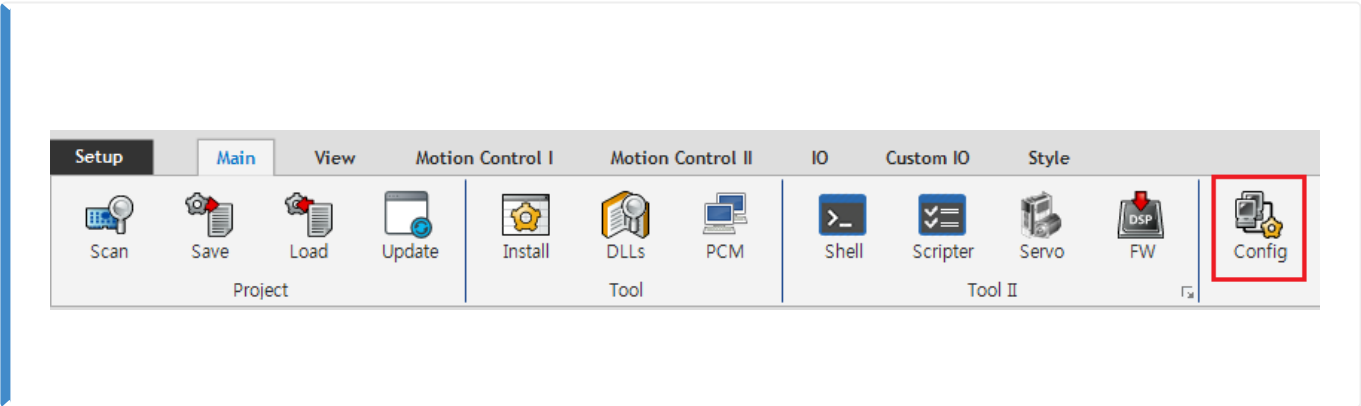 Setup Main View Motion Control I Motion Control II IO Custom IO Style
Scan Save Load Update Install DLLs PCM Shell >_ Scripter Servo DSP FW Config
Project Tool Tool II